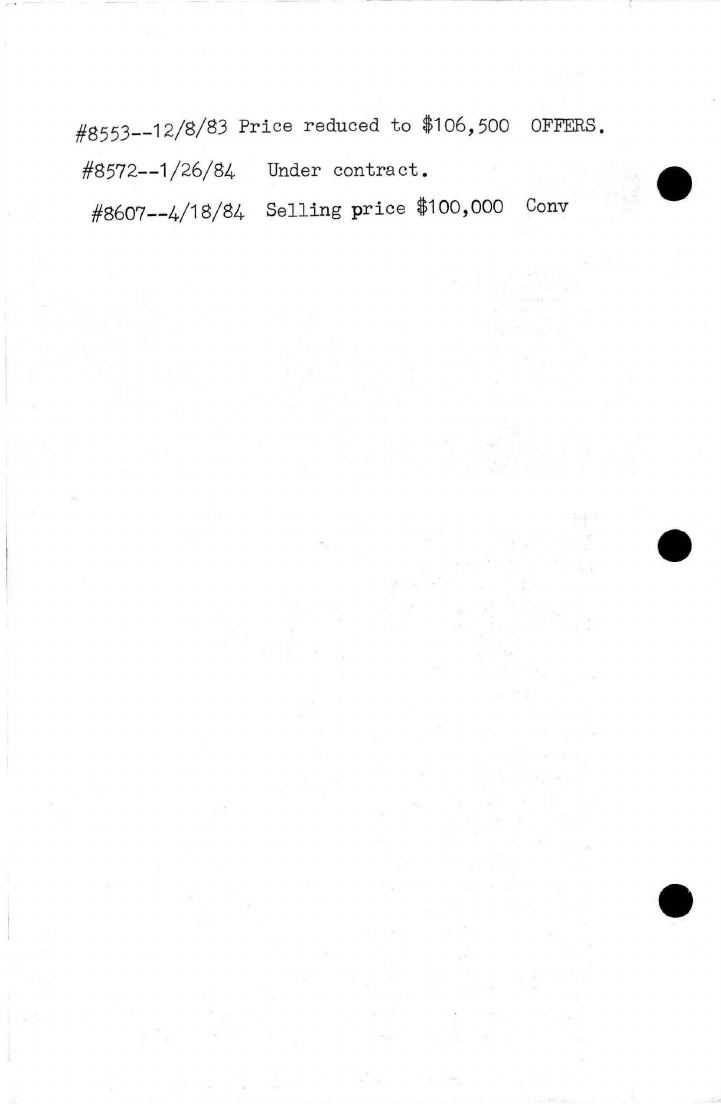 #8553--12/8/83 Price reduced to $106,500 OFFERS.
#8572--1/26/84 Under contract.
#8607--4/18/84 Selling price $100,000 Conv